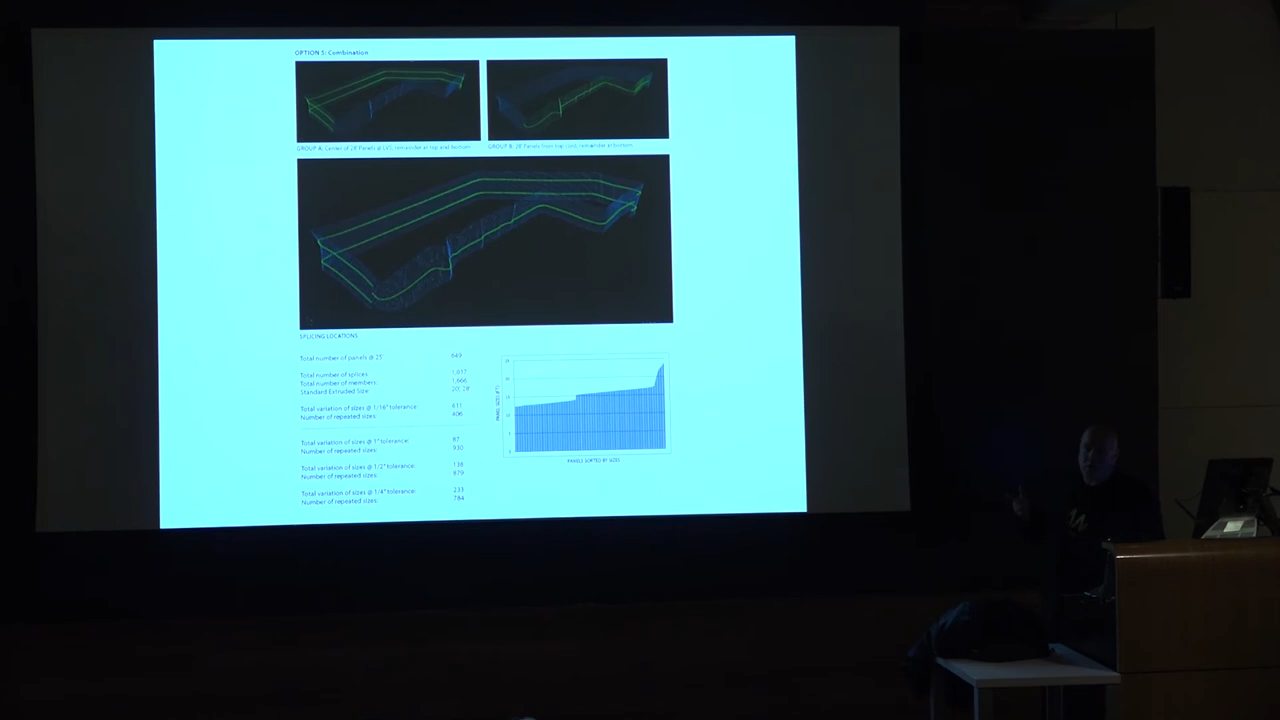 OPTION 5: Combination
GROUP A: Center of 28' Panels @ LVS, remainder at top and bottom
GROUP B: 28' Panels from top cord, remainder at bottom
SPLICING LOCATIONS
Total number of panels @ 25' 649
Total number of splices: 1,017
Total number of members: 1,666
Standard Extruded Size: 20', 28'
Total variation of sizes @ 1/16" tolerance: 611
Number of repeated sizes: 406
Total variation of sizes @ 1" tolerance: 87
Number of repeated sizes: 930
Total variation of sizes @ 1/2" tolerance: 138
Number of repeated sizes: 879
Total variation of sizes @ 1/4" tolerance: 233
Number of repeated sizes: 784
PANEL SIZES (FT)
PANELS SORTED BY SIZES